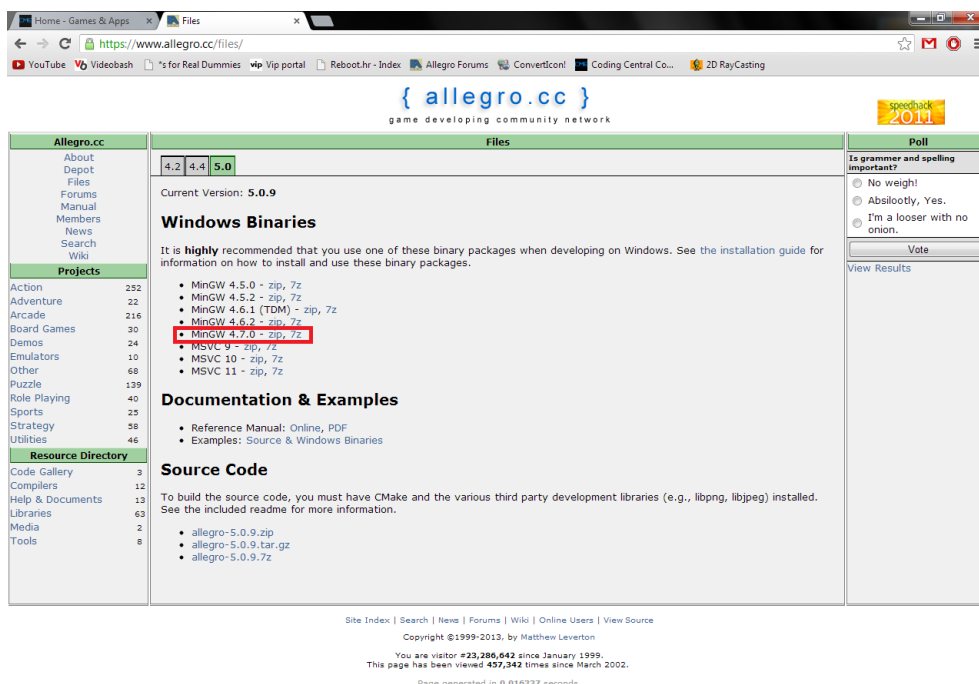 Home - Games & Apps
Files
https://www.allegro.cc/files/
YouTube
Videobash
*s for Real Dummies
vip Vip portal
Reboot.hr - Index
Allegro Forums
ConvertIcon!
Coding Central Co...
2D RayCasting
{ allegro.cc }
game developing community network
speedhack
2011
Allegro.cc
About
Depot
Files
Forums
Manual
Members
News
Search
Wiki
Projects
Action 252
Adventure 22
Arcade 216
Board Games 30
Demos 24
Emulators 10
Other 68
Puzzle 139
Role Playing 40
Sports 25
Strategy 58
Utilities 46
Resource Directory
Code Gallery 3
Compilers 12
Help & Documents 13
Libraries 63
Media 2
Tools 8
Files
4.2 4.4 5.0
Current Version: 5.0.9
Windows Binaries
It is highly recommended that you use one of these binary packages when developing on Windows. See the installation guide for
information on how to install and use these binary packages.
MinGW 4.5.0 - zip, 7z
MinGW 4.5.2 - zip, 7z
MinGW 4.6.1 (TDM) - zip, 7z
MinGW 4.6.2 - zip, 7z
MinGW 4.7.0 - zip, 7z
MSVC 9 - zip, 7z
MSVC 10 - zip, 7z
MSVC 11 - zip, 7z
Documentation & Examples
Reference Manual: Online, PDF
Examples: Source & Windows Binaries
Source Code
To build the source code, you must have CMake and the various third party development libraries (e.g., libpng, libjpeg) installed.
See the included readme for more information.
allegro-5.0.9.zip
allegro-5.0.9.tar.gz
allegro-5.0.9.7z
Poll
Is grammer and spelling
important?
No weigh!
Absilootly, Yes.
I'm a looser with no
onion.
Vote
View Results
Site Index | Search | News | Forums | Wiki | Online Users | View Source
Copyright ©1999-2013, by Matthew Leverton
You are visitor #23,286,642 since January 1999.
This page has been viewed 457,342 times since March 2002.
Page generated in 0.016237 seconds